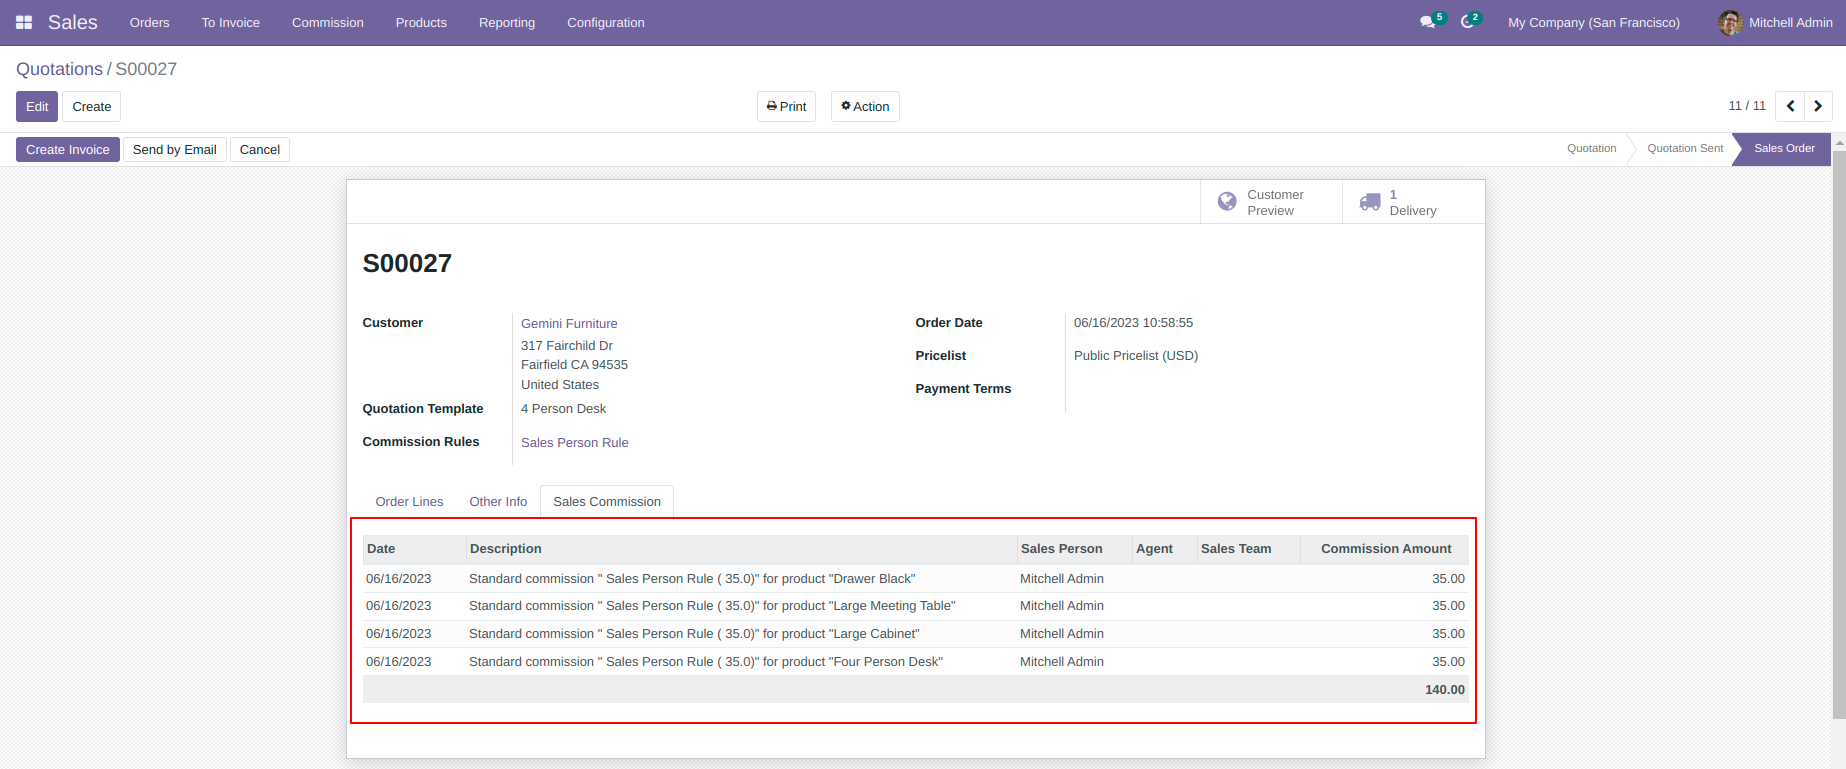 Sales Orders To Invoice Commission Products Reporting Configuration 5 2 My Company (San Francisco) Mitchell Admin
Quotations / S00027
Edit Create Print Action 11 / 11
Create Invoice Send by Email Cancel Quotation Quotation Sent Sales Order
Customer Preview
1 Delivery
S00027
Customer Gemini Furniture
317 Fairchild Dr
Fairfield CA 94535
United States
Quotation Template 4 Person Desk
Commission Rules Sales Person Rule
Order Date 06/16/2023 10:58:55
Pricelist Public Pricelist (USD)
Payment Terms
Order Lines Other Info Sales Commission
Date Description Sales Person Agent Sales Team Commission Amount
06/16/2023 Standard commission " Sales Person Rule ( 35.0)" for product "Drawer Black" Mitchell Admin 35.00
06/16/2023 Standard commission " Sales Person Rule ( 35.0)" for product "Large Meeting Table" Mitchell Admin 35.00
06/16/2023 Standard commission " Sales Person Rule ( 35.0)" for product "Large Cabinet" Mitchell Admin 35.00
06/16/2023 Standard commission " Sales Person Rule ( 35.0)" for product "Four Person Desk" Mitchell Admin 35.00
140.00